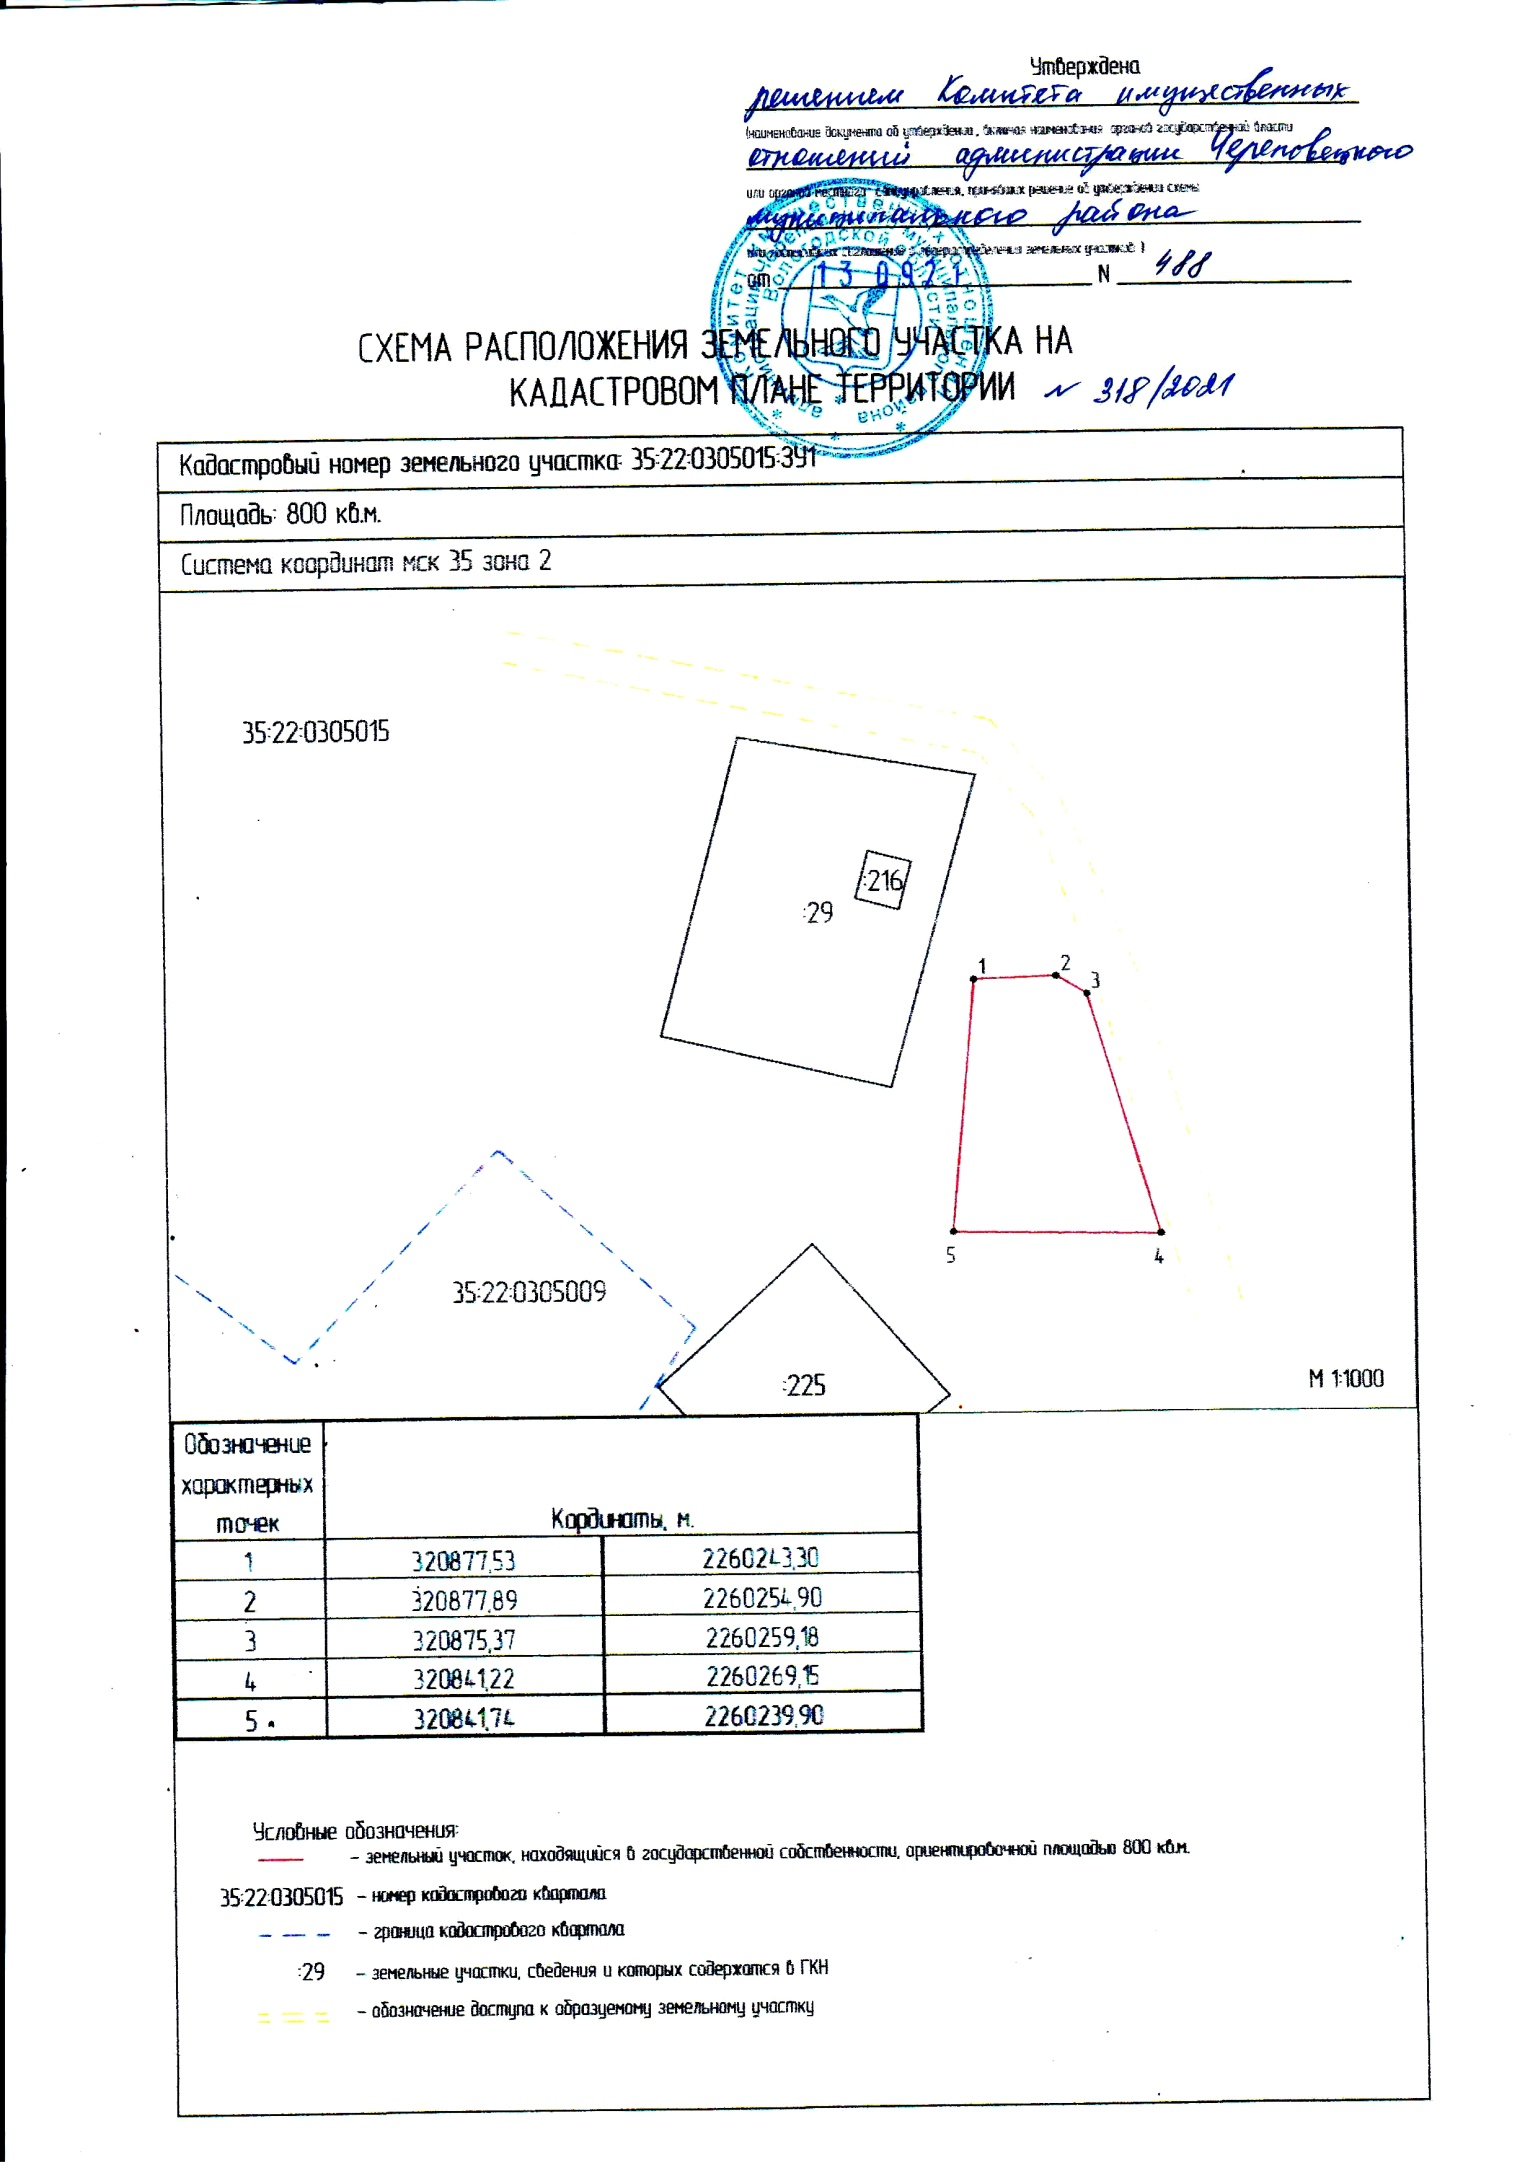 Утверждена
решением Комитета имущественных
(наименование документа об утверждении, включая наименования органов государственной власти
отношений администрации Череповецкого
или органов местного самоуправления, принявших решение об утверждении схемы
муниципального района
земельных участков )
от 13 09 21 N 488
СХЕМА РАСПОЛОЖЕНИЯ ЗЕМЕЛЬНОГО УЧАСТКА НА
КАДАСТРОВОМ ПЛАНЕ ТЕРРИТОРИИ N 318/2021
Кадастровый номер земельного участка: 35:22:0305015:ЗУ1
Площадь: 800 кв.м.
Система координат мск 35 зона 2
35:22:0305015
:216
:29
1
2
3
5
4
35:22:0305009
:225
М 1:1000
Обозначение
характерных
точек
Кординаты, м.
1 320877,53 2260243,30
2 320877,89 2260254,90
3 320875,37 2260259,18
4 320841,22 2260269,15
5 320841,74 2260239,90
Условные обозначения:
– земельный участок, находящийся в государственной собственности, ориентировочной площадью 800 кв.м.
35:22:0305015 – номер кадастрового квартала
– граница кадастрового квартала
:29 – земельные участки, сведения и которых содержатся в ГКН
– обозначение доступа к образуемому земельному участку